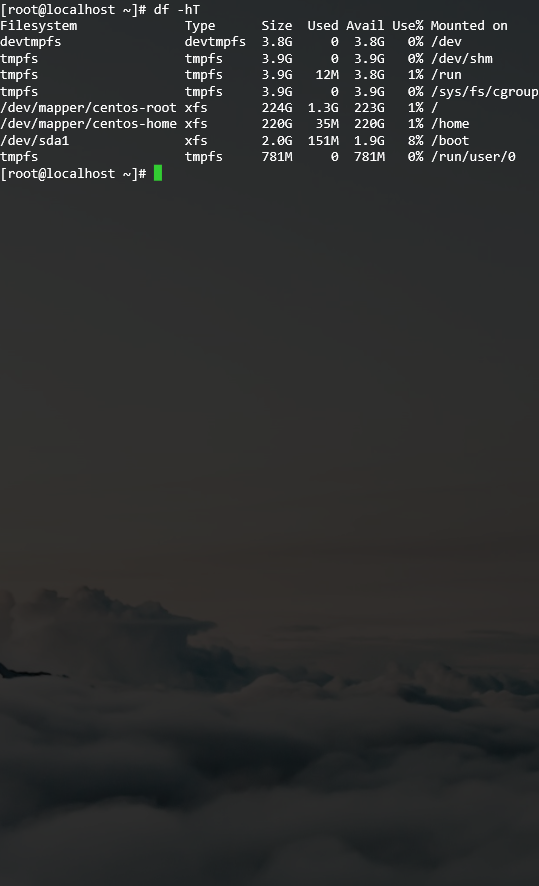 [root@localhost ~]# df -hT
Filesystem              Type      Size  Used Avail Use% Mounted on
devtmpfs                devtmpfs  3.8G     0  3.8G   0% /dev
tmpfs                   tmpfs     3.9G     0  3.9G   0% /dev/shm
tmpfs                   tmpfs     3.9G   12M  3.8G   1% /run
tmpfs                   tmpfs     3.9G     0  3.9G   0% /sys/fs/cgroup
/dev/mapper/centos-root xfs       224G  1.3G  223G   1% /
/dev/mapper/centos-home xfs       220G   35M  220G   1% /home
/dev/sda1               xfs       2.0G  151M  1.9G   8% /boot
tmpfs                   tmpfs     781M     0  781M   0% /run/user/0
[root@localhost ~]#